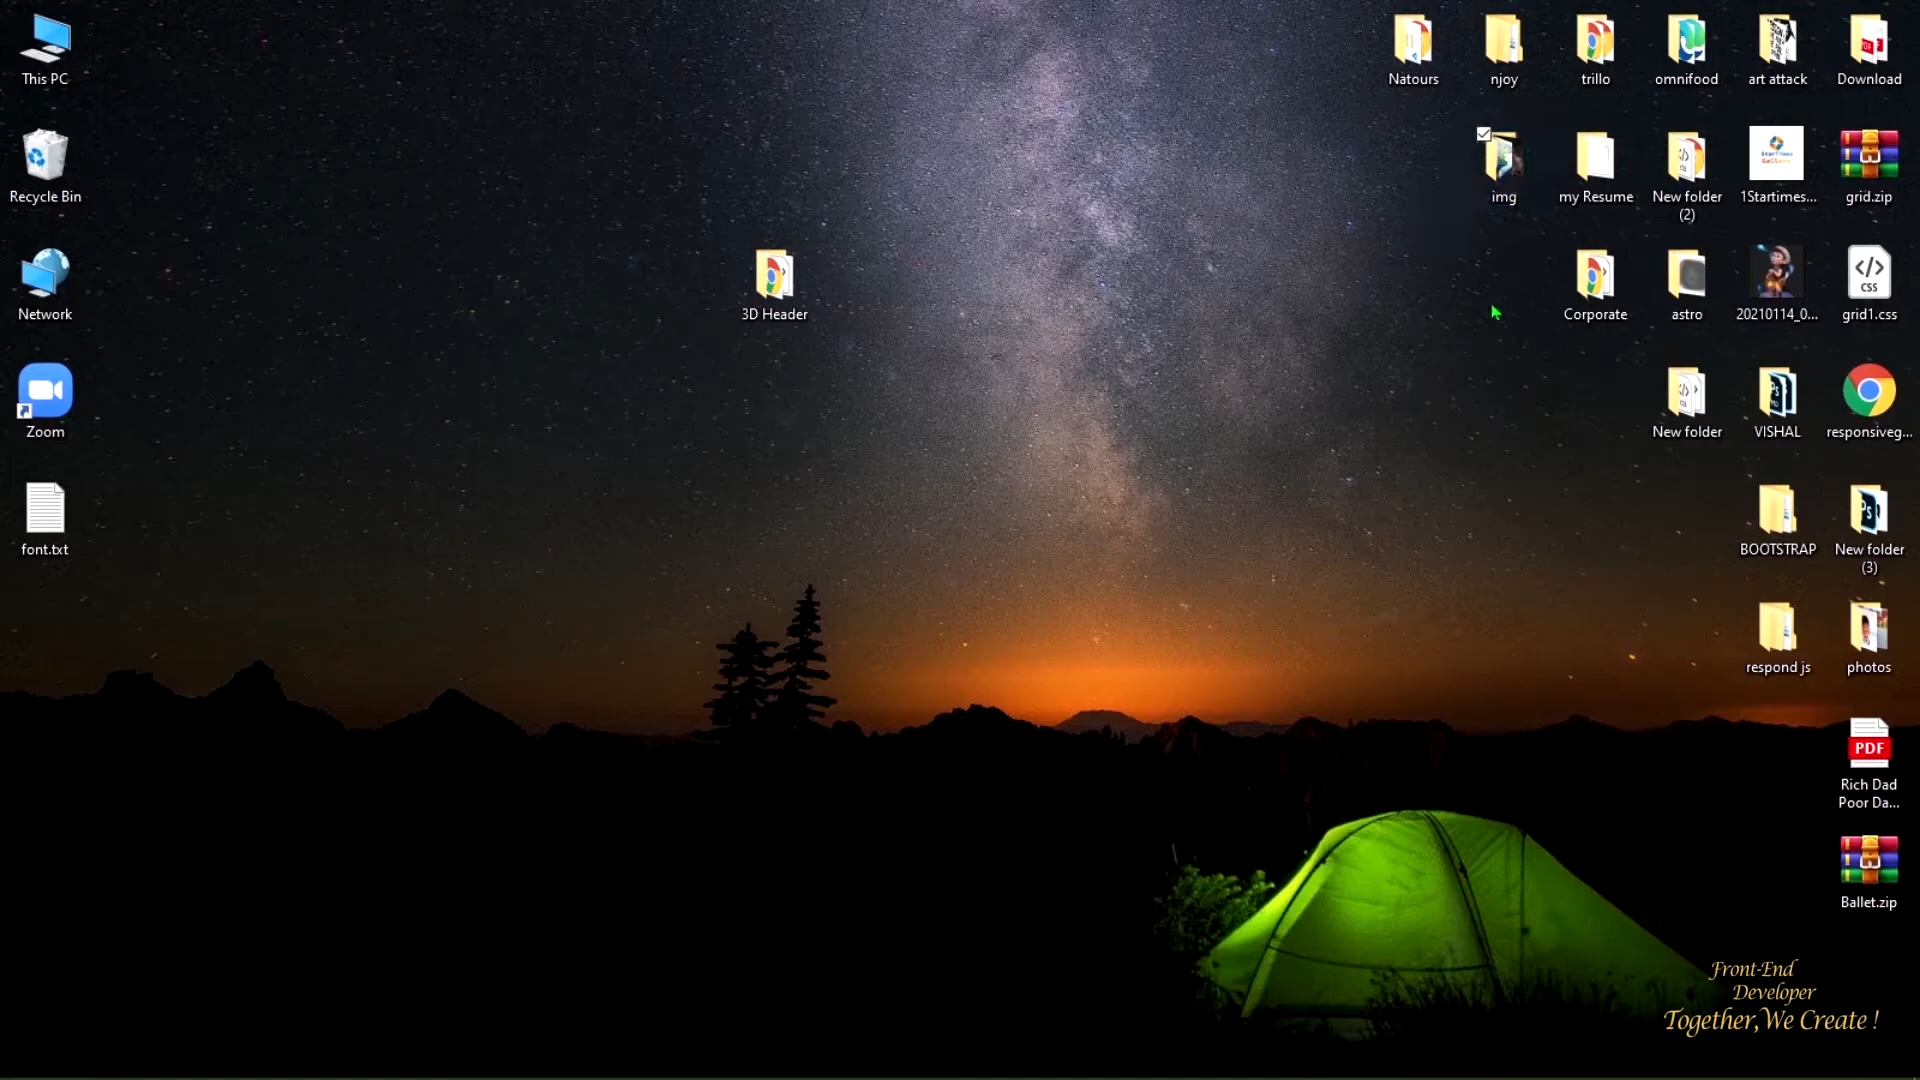 This PC
Recycle Bin
Network
Zoom
font.txt
3D Header
Natours
njoy
trillo
omnifood
art attack
Download
img
my Resume
New folder
(2)
1Startimes...
grid.zip
Corporate
astro
20210114_0...
grid1.css
New folder
VISHAL
responsiveg...
BOOTSTRAP
New folder
(3)
respond js
photos
Rich Dad
Poor Da...
Ballet.zip
PDF
CSS
Front-End
Developer
Together,We Create !